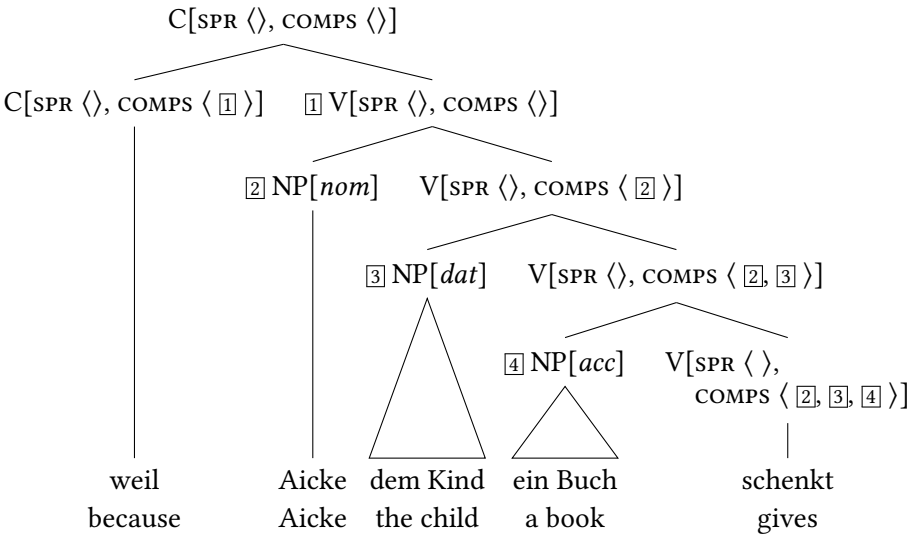 C[SPR ⟨⟩, COMPS ⟨⟩]
C[SPR ⟨⟩, COMPS ⟨ 1 ⟩] 1 V[SPR ⟨⟩, COMPS ⟨⟩]
2 NP[nom] V[SPR ⟨⟩, COMPS ⟨ 2 ⟩]
3 NP[dat] V[SPR ⟨⟩, COMPS ⟨ 2, 3 ⟩]
4 NP[acc] V[SPR ⟨ ⟩,
COMPS ⟨ 2, 3, 4 ⟩]
weil Aicke dem Kind ein Buch schenkt
because Aicke the child a book gives